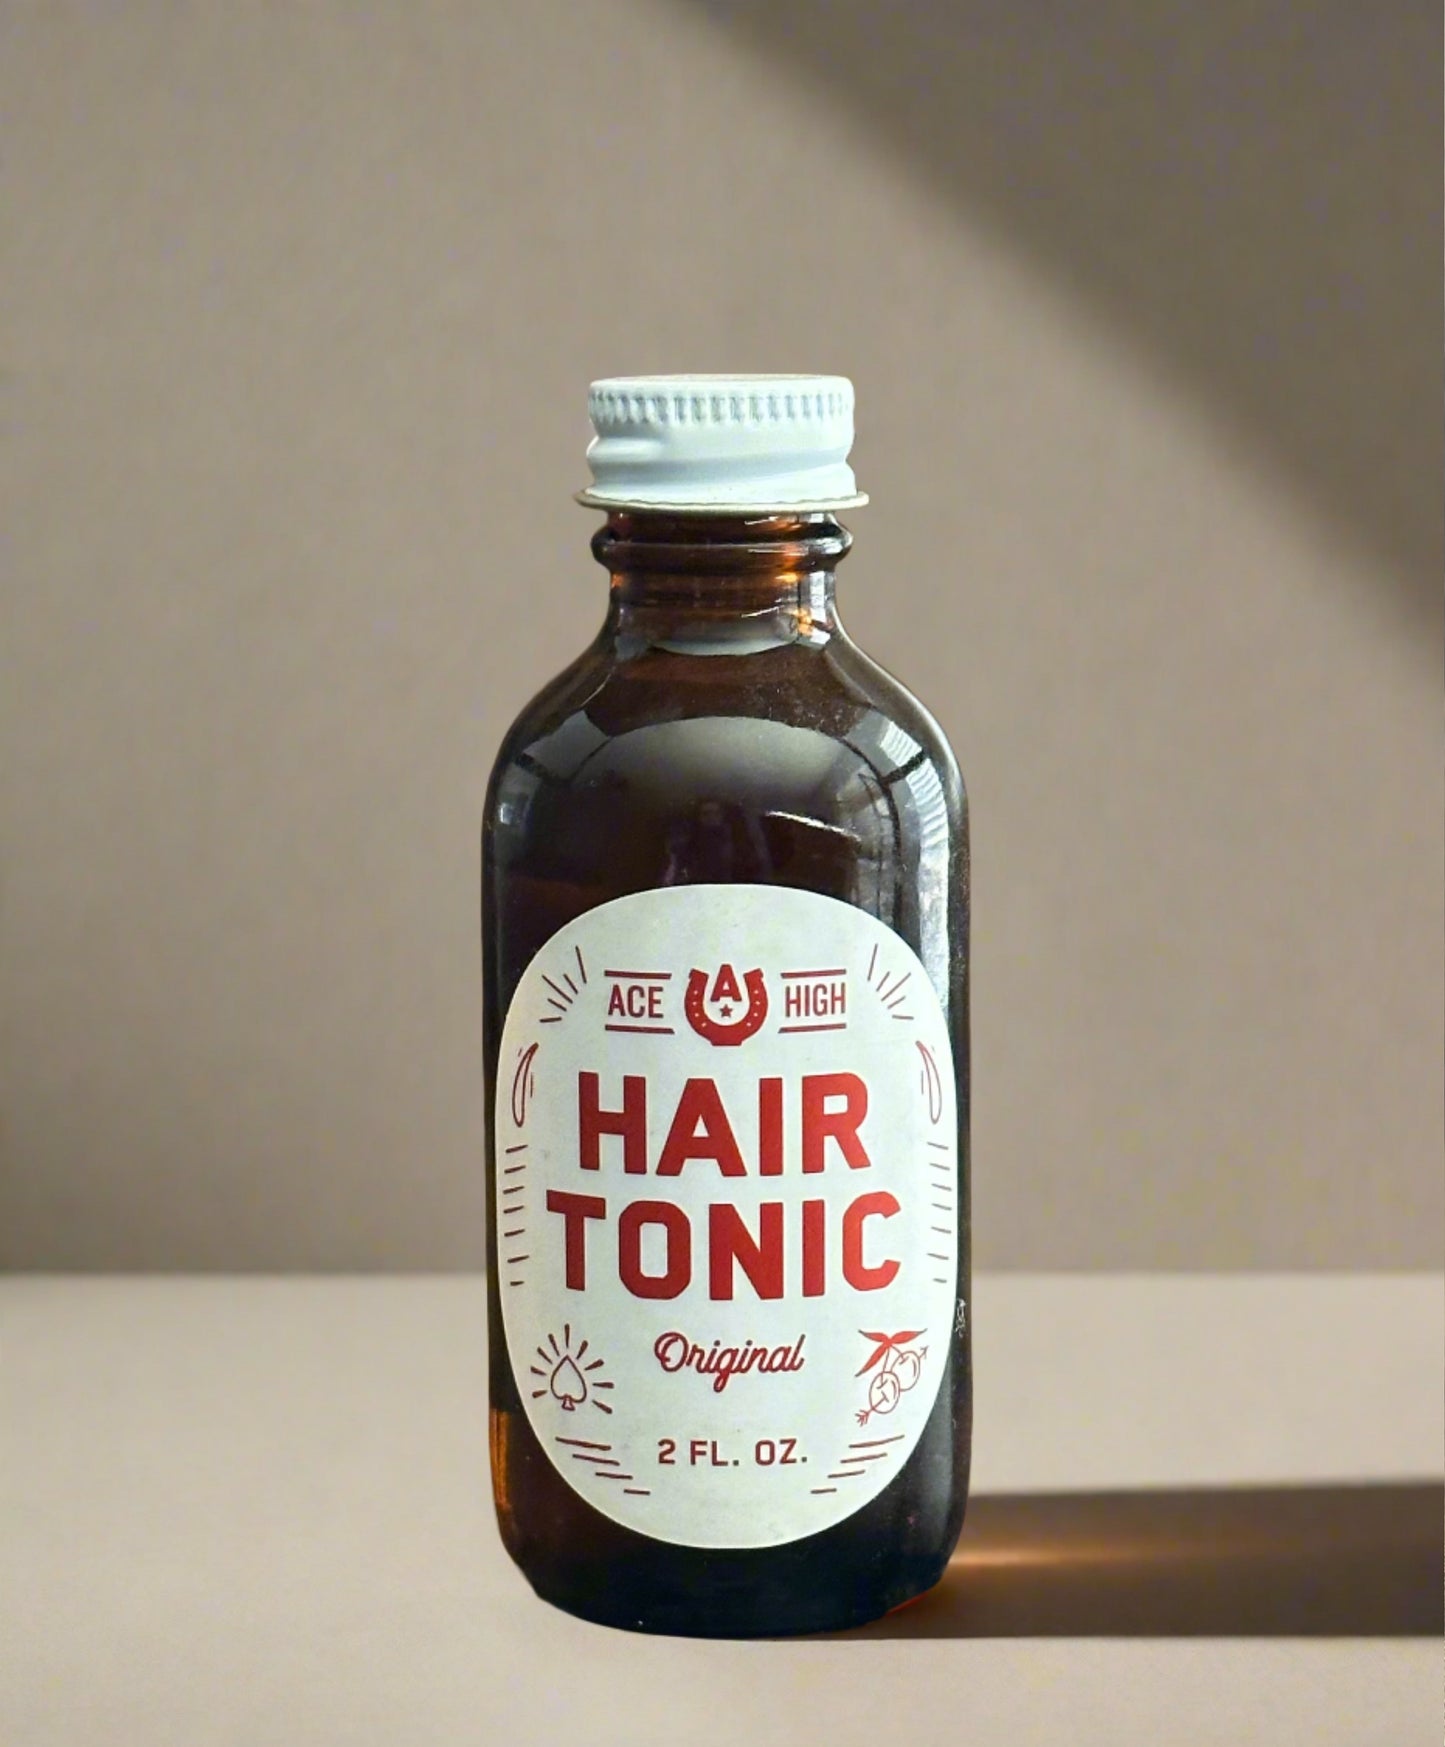 ACE A HIGH
HAIR
TONIC
Original
2 FL. OZ.